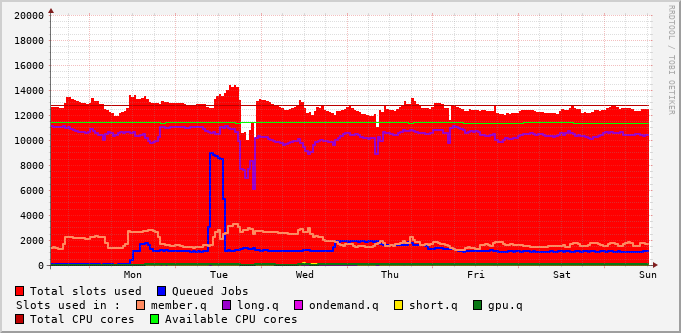 RRDTOOL / TOBI OETIKER
20000
18000
16000
14000
12000
10000
8000
6000
4000
2000
0
Mon Tue Wed Thu Fri Sat Sun
Total slots used Queued Jobs
Slots used in : member.q long.q ondemand.q short.q gpu.q
Total CPU cores Available CPU cores